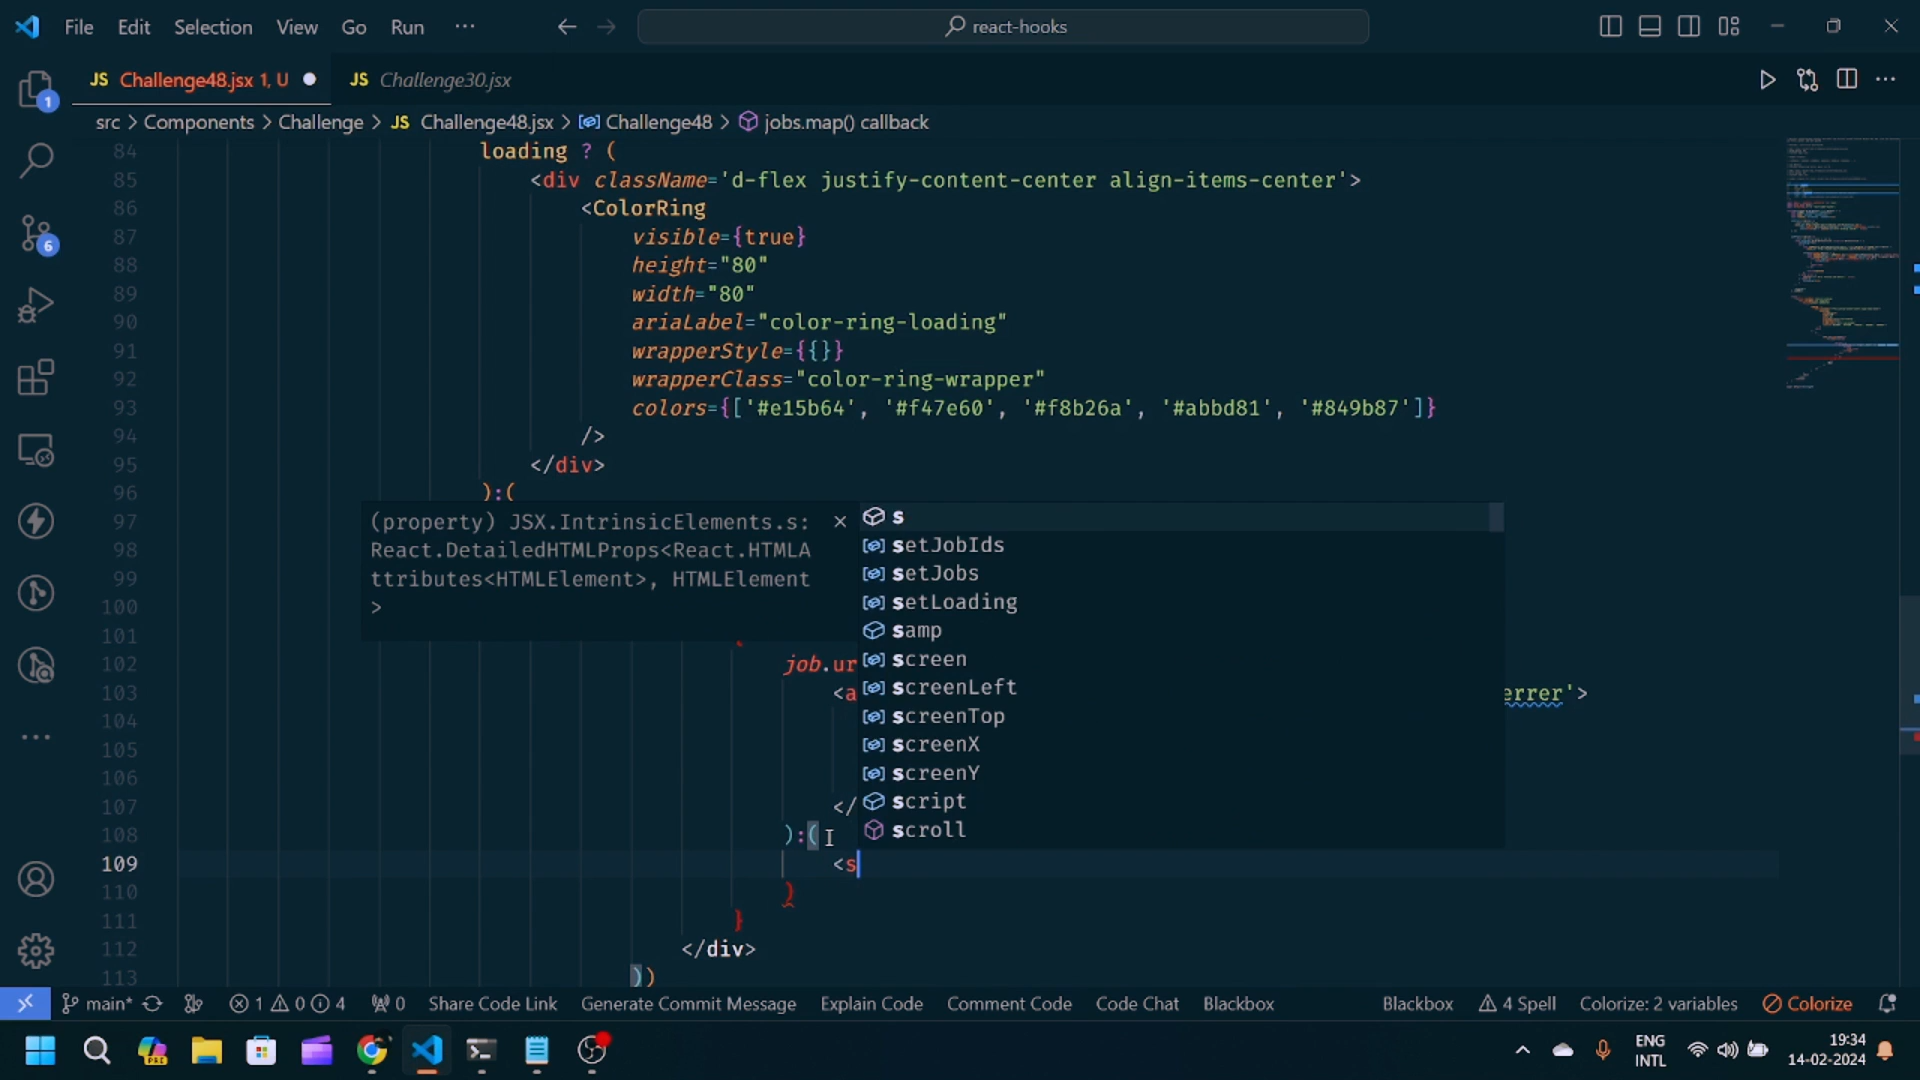 File Edit Selection View Go Run ··· react-hooks
JS Challenge48.jsx 1, U JS Challenge30.jsx
src > Components > Challenge > JS Challenge48.jsx > Challenge48 > jobs.map() callback
84 loading ? (
85 <div className='d-flex justify-content-center align-items-center'>
86 <ColorRing
87 visible={true}
88 height="80"
89 width="80"
90 ariaLabel="color-ring-loading"
91 wrapperStyle={{}}
92 wrapperClass="color-ring-wrapper"
93 colors={['#e15b64', '#f47e60', '#f8b26a', '#abbd81', '#849b87']}
94 />
95 </div>
96 ):(
97
98
99
100
101
102 job.ur
103 <a errer'>
104
105
106
107 </
108 ):(
109 <s
110 )
111 }
112 </div>
113 ))
(property) JSX.IntrinsicElements.s:
React.DetailedHTMLProps<React.HTMLA
ttributes<HTMLElement>, HTMLElement
>
s
setJobIds
setJobs
setLoading
samp
screen
screenLeft
screenTop
screenX
screenY
script
scroll
1
6
main* 1 0 4 0 Share Code Link Generate Commit Message Explain Code Comment Code Code Chat Blackbox Blackbox 4 Spell Colorize: 2 variables Colorize
PRE
ENG
INTL
19:34
14-02-2024